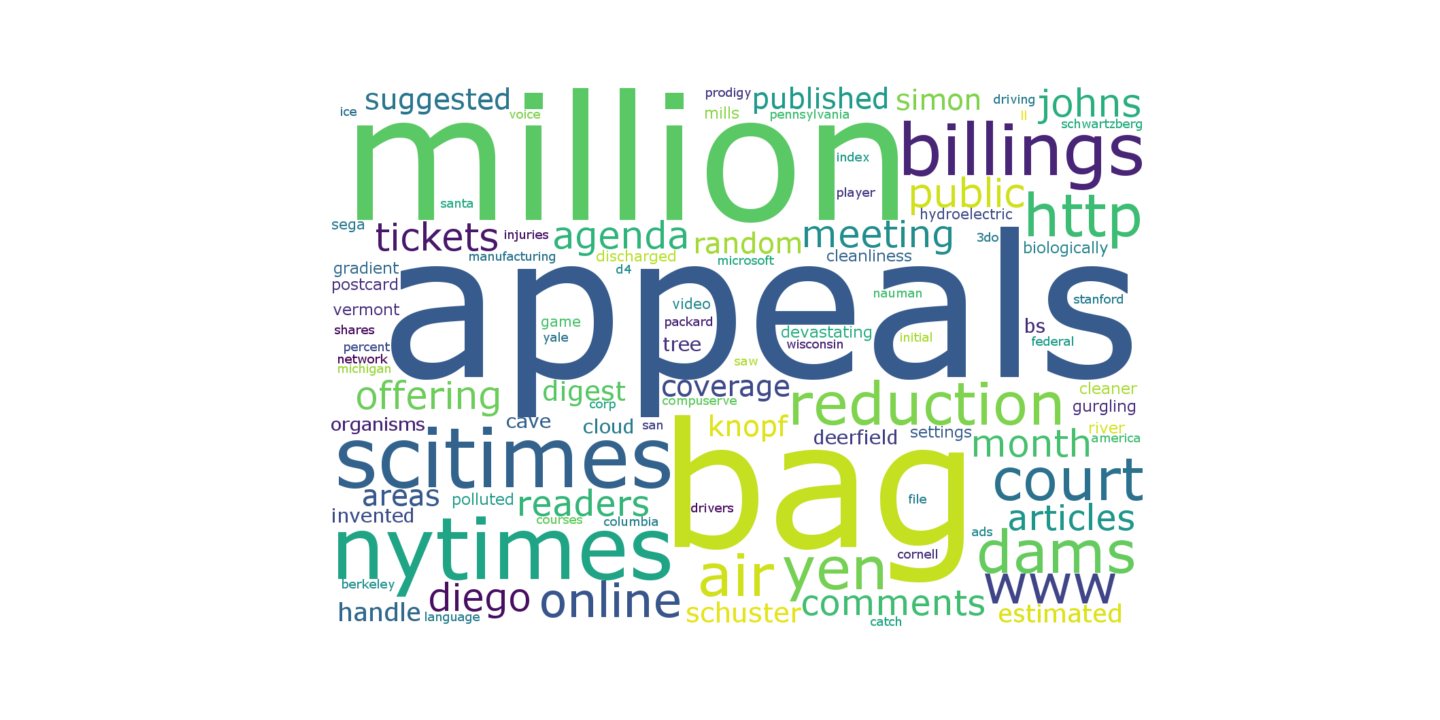 prodigy
suggested
published
simon
driving
johns
ice
million
voice
mills
pennsylvania
ll
schwartzberg
billings
index
public
player
santa
http
hydroelectric
sega
tickets
injuries
agenda
random
meeting
3do
biologically
appeals
manufacturing
discharged
microsoft
cleanliness
gradient
d4
postcard
nauman
stanford
vermont
video
shares
game
packard
devastating
bs
yale
tree
wisconsin
initial
federal
percent
network
michigan
saw
offering
digest
coverage
reduction
cleaner
corp
compuserve
gurgling
organisms
cave
cloud
san
knopf
deerfield
settings
month
river
america
scitimes
bag
court
areas
polluted
readers
file
invented
courses
columbia
drivers
articles
nytimes
ads
dams
cornell
air
yen
www
berkeley
handle
language
diego
online
schuster
comments
catch
estimated